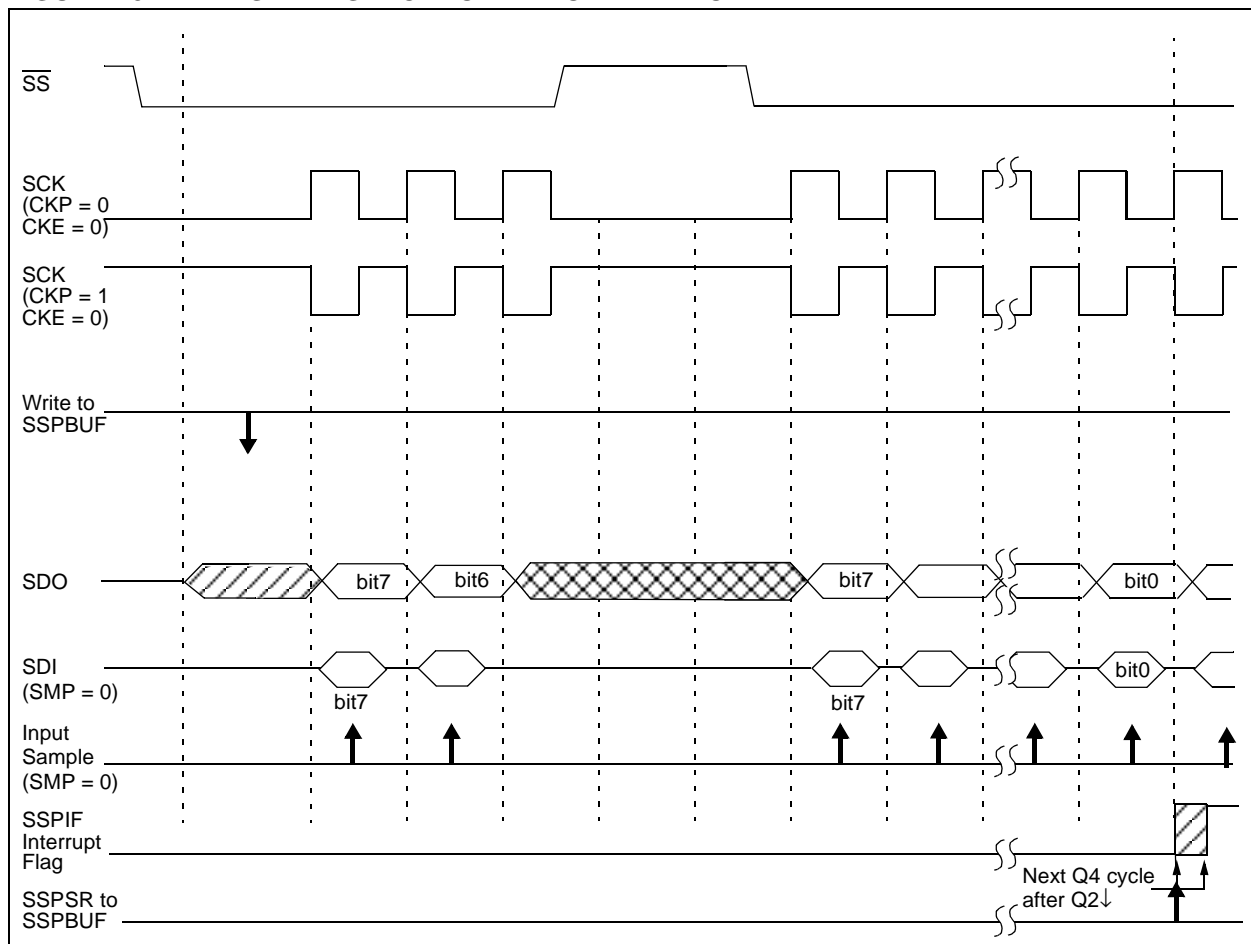 SS
SCK
(CKP = 0
CKE = 0)
SCK
(CKP = 1
CKE = 0)
Write to
SSPBUF
SDO
bit7
bit6
bit7
bit0
SDI
(SMP = 0)
bit7
bit7
bit0
Input
Sample
(SMP = 0)
SSPIF
Interrupt
Flag
Next Q4 cycle
after Q2↓
SSPSR to
SSPBUF